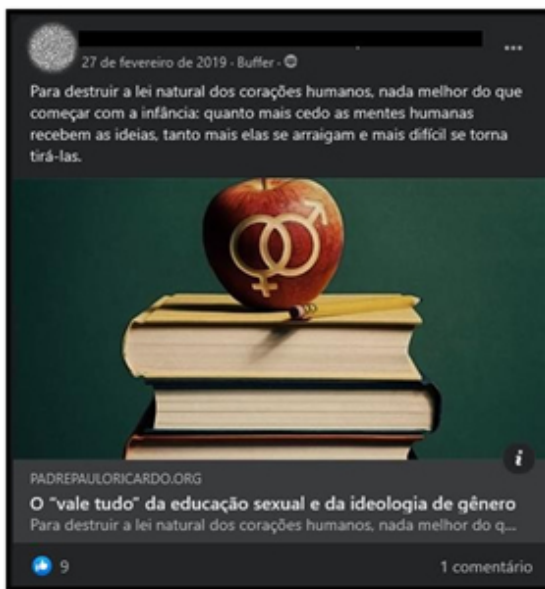 27 de fevereiro de 2019 · Buffer ·
Para destruir a lei natural dos corações humanos, nada melhor do que
começar com a infância: quanto mais cedo as mentes humanas
recebem as ideias, tanto mais elas se arraigam e mais difícil se torna
tirá-las.
i
PADREPAULORICARDO.ORG
O “vale tudo” da educação sexual e da ideologia de gênero
Para destruir a lei natural dos corações humanos, nada melhor do q...
9
1 comentário